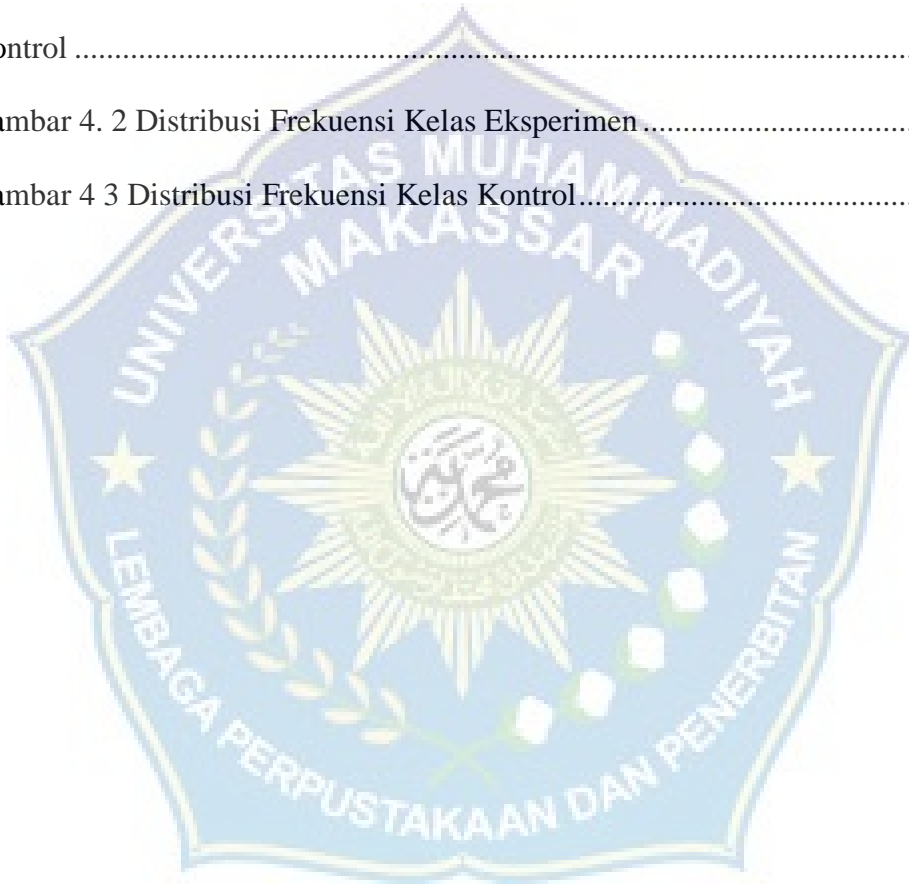 ontrol ..........................................................................................
ambar 4. 2 Distribusi Frekuensi Kelas Eksperimen ...............................
ambar 4 3 Distribusi Frekuensi Kelas Kontrol.......................................
UNIVERSITAS MUHAMMADIYAH
MAKASSAR
LEMBAGA PERPUSTAKAAN DAN PENERBITAN